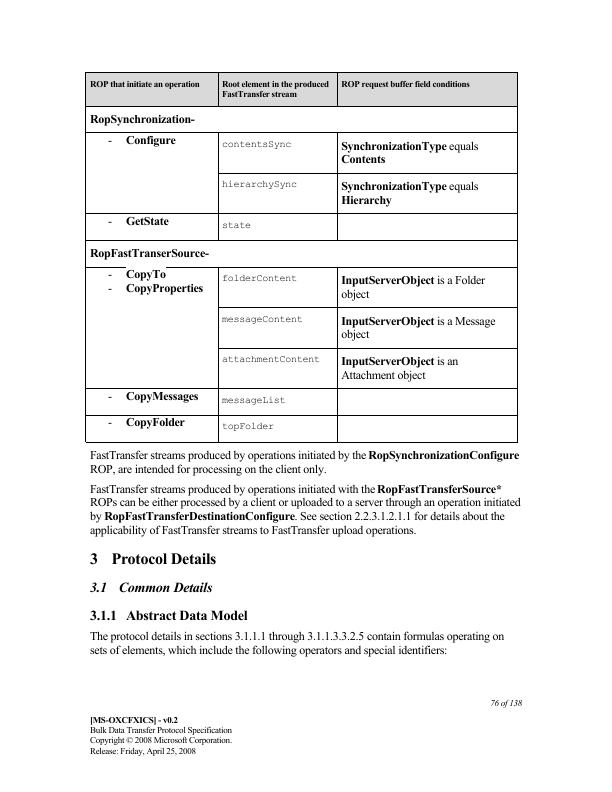 ROP that initiate an operation
Root element in the produced
FastTransfer stream
ROP request buffer field conditions
RopSynchronization-
- Configure
contentsSync
SynchronizationType equals
Contents
hierarchySync
SynchronizationType equals
Hierarchy
- GetState
state
RopFastTranserSource-
- CopyTo
- CopyProperties
folderContent
InputServerObject is a Folder
object
messageContent
InputServerObject is a Message
object
attachmentContent
InputServerObject is an
Attachment object
- CopyMessages
messageList
- CopyFolder
topFolder
FastTransfer streams produced by operations initiated by the RopSynchronizationConfigure
ROP, are intended for processing on the client only.
FastTransfer streams produced by operations initiated with the RopFastTransferSource*
ROPs can be either processed by a client or uploaded to a server through an operation initiated
by RopFastTransferDestinationConfigure. See section 2.2.3.1.2.1.1 for details about the
applicability of FastTransfer streams to FastTransfer upload operations.
3 Protocol Details
3.1 Common Details
3.1.1 Abstract Data Model
The protocol details in sections 3.1.1.1 through 3.1.1.3.3.2.5 contain formulas operating on
sets of elements, which include the following operators and special identifiers:
76 of 138
[MS-OXCFXICS] - v0.2
Bulk Data Transfer Protocol Specification
Copyright © 2008 Microsoft Corporation.
Release: Friday, April 25, 2008